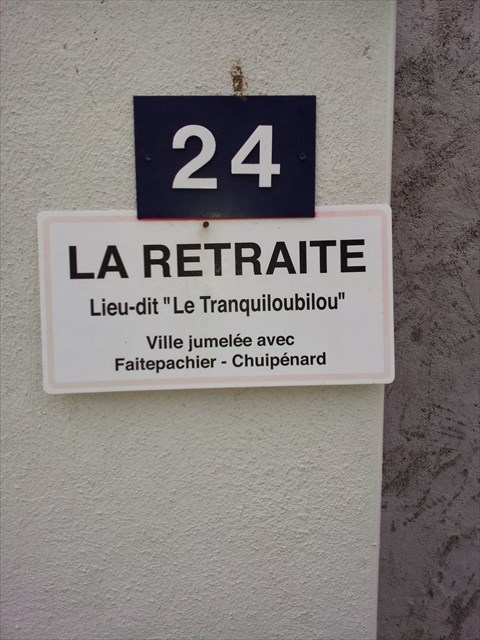 24
LA RETRAITE
Lieu-dit "Le Tranquiloubilou"
Ville jumelée avec
Faitepachier - Chuipénard